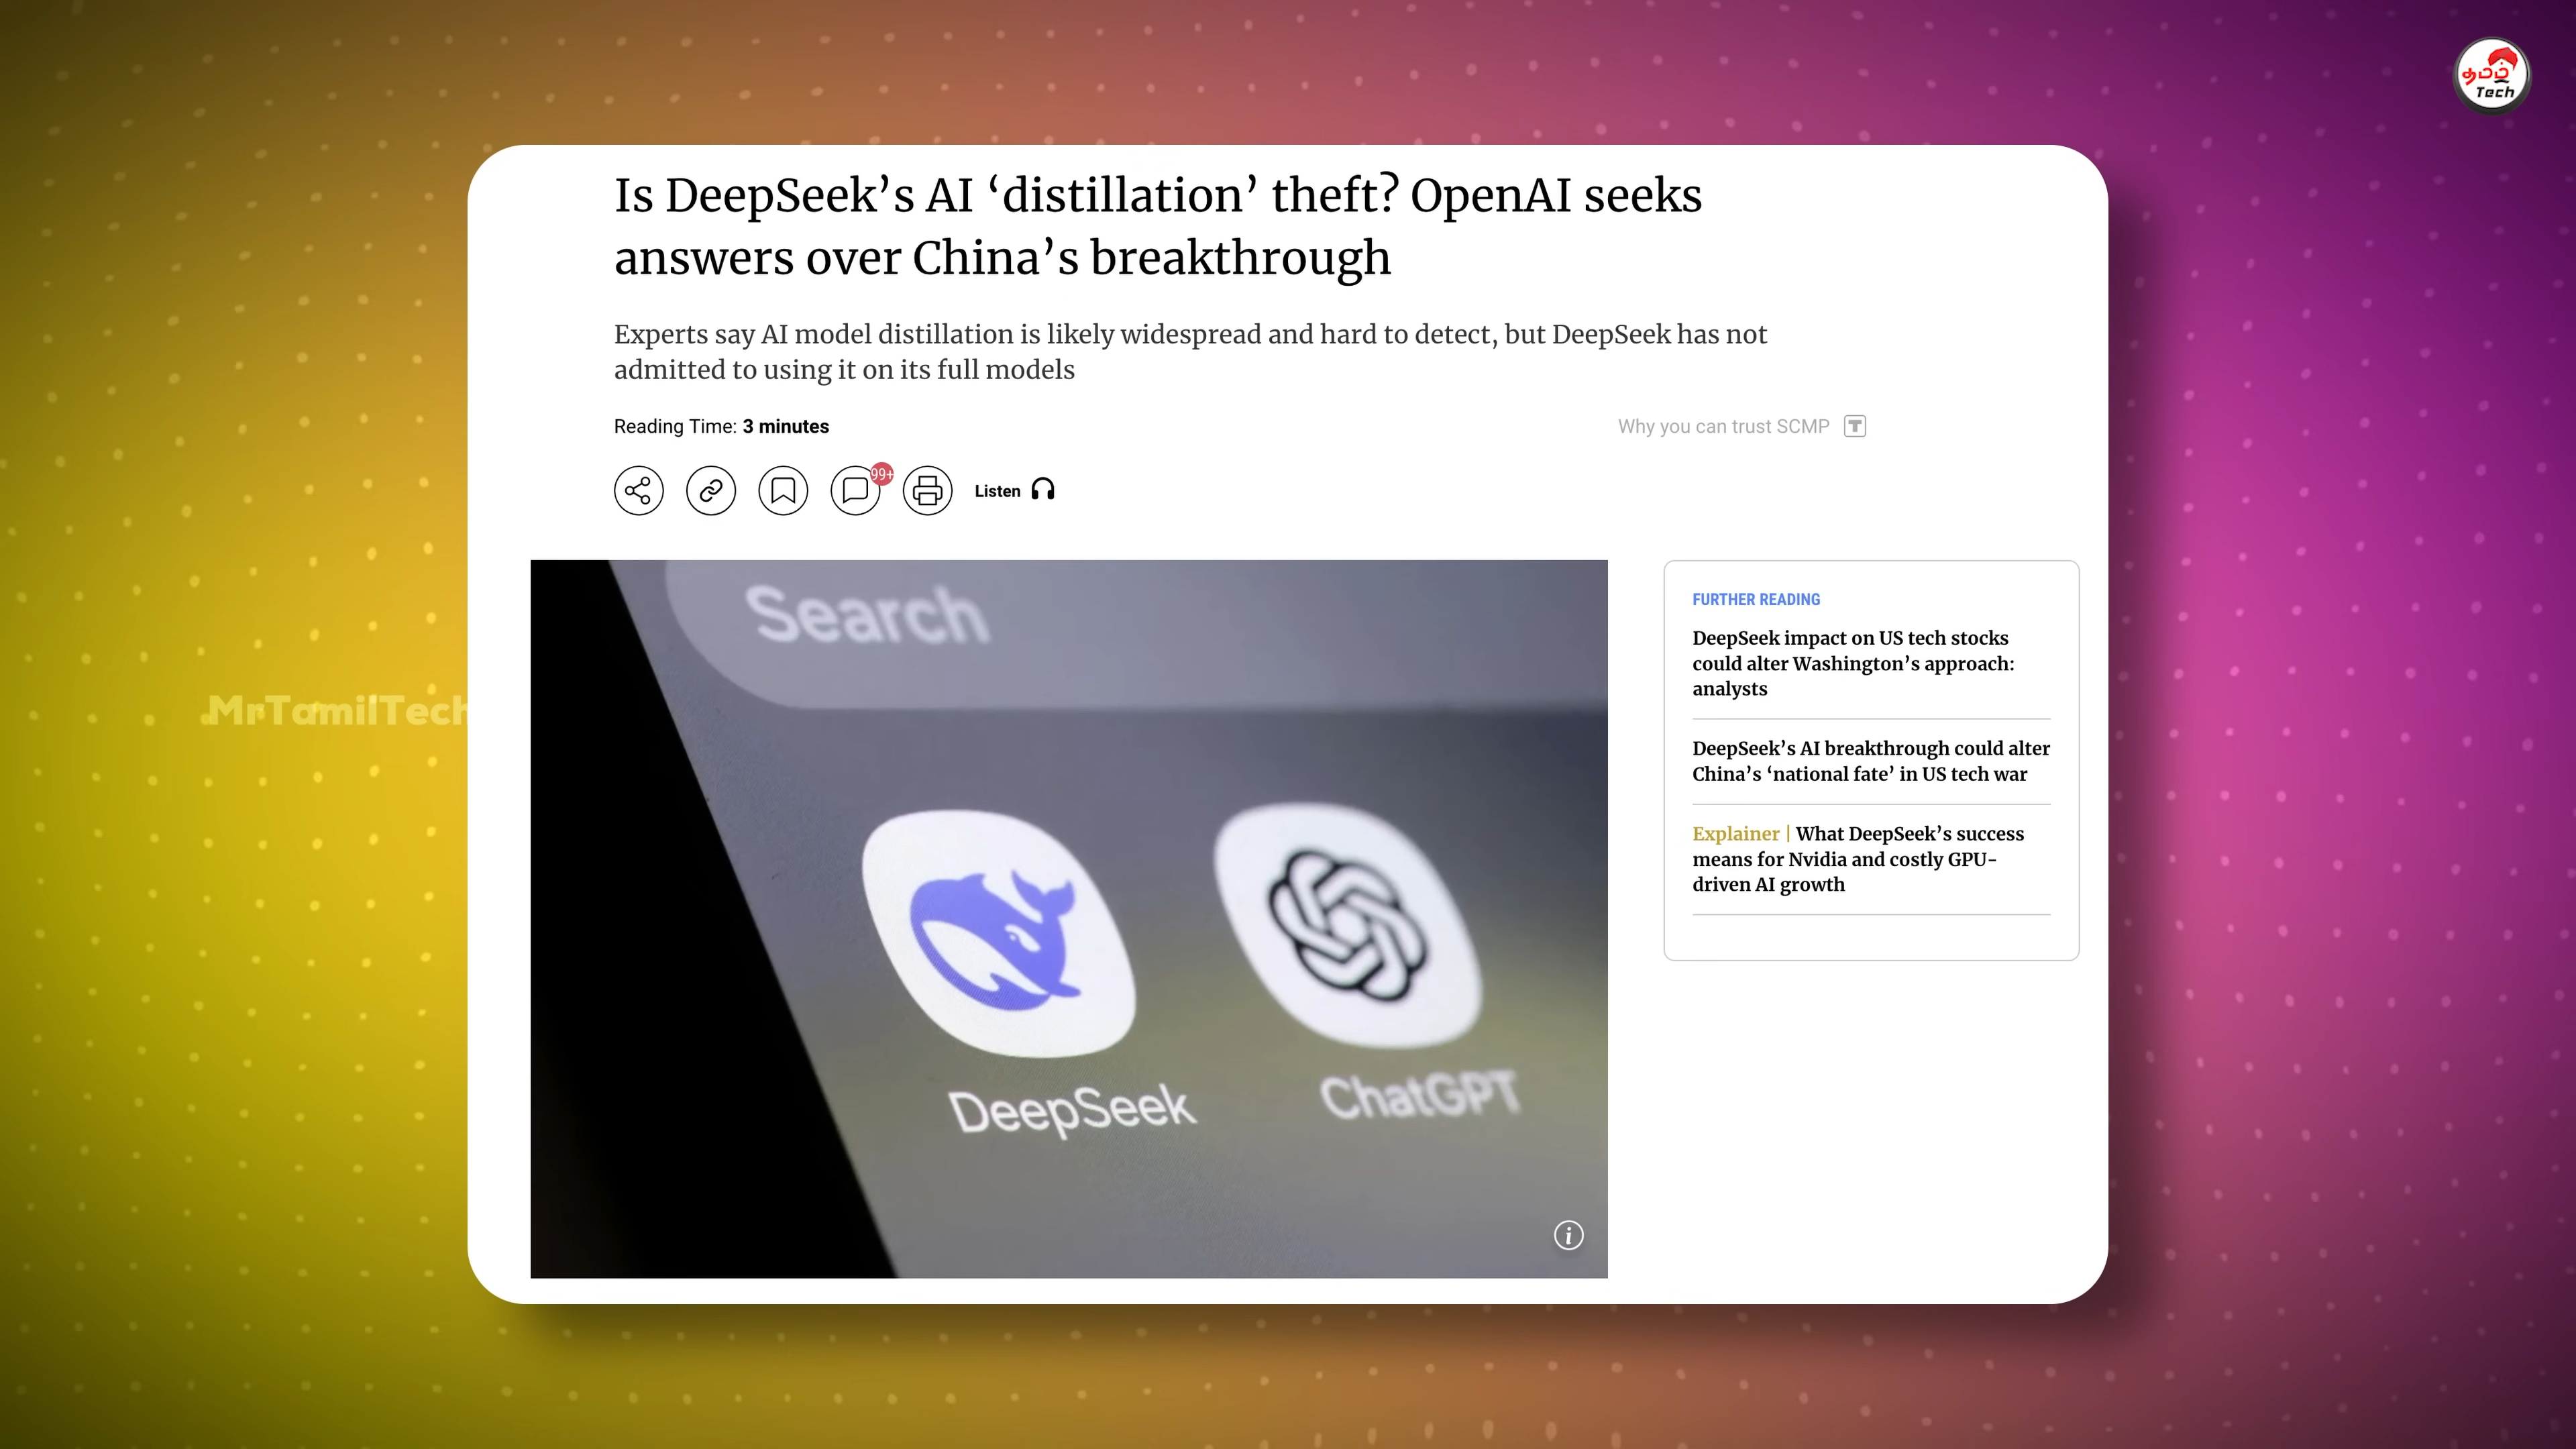 தமிழ்
Tech
Is DeepSeek’s AI ‘distillation’ theft? OpenAI seeks
answers over China’s breakthrough
Experts say AI model distillation is likely widespread and hard to detect, but DeepSeek has not
admitted to using it on its full models
Reading Time: 3 minutes
Why you can trust SCMP T
99+
Listen
MrTamilTech
Search
DeepSeek
ChatGPT
i
FURTHER READING
DeepSeek impact on US tech stocks
could alter Washington’s approach:
analysts
DeepSeek’s AI breakthrough could alter
China’s ‘national fate’ in US tech war
Explainer | What DeepSeek’s success
means for Nvidia and costly GPU-
driven AI growth